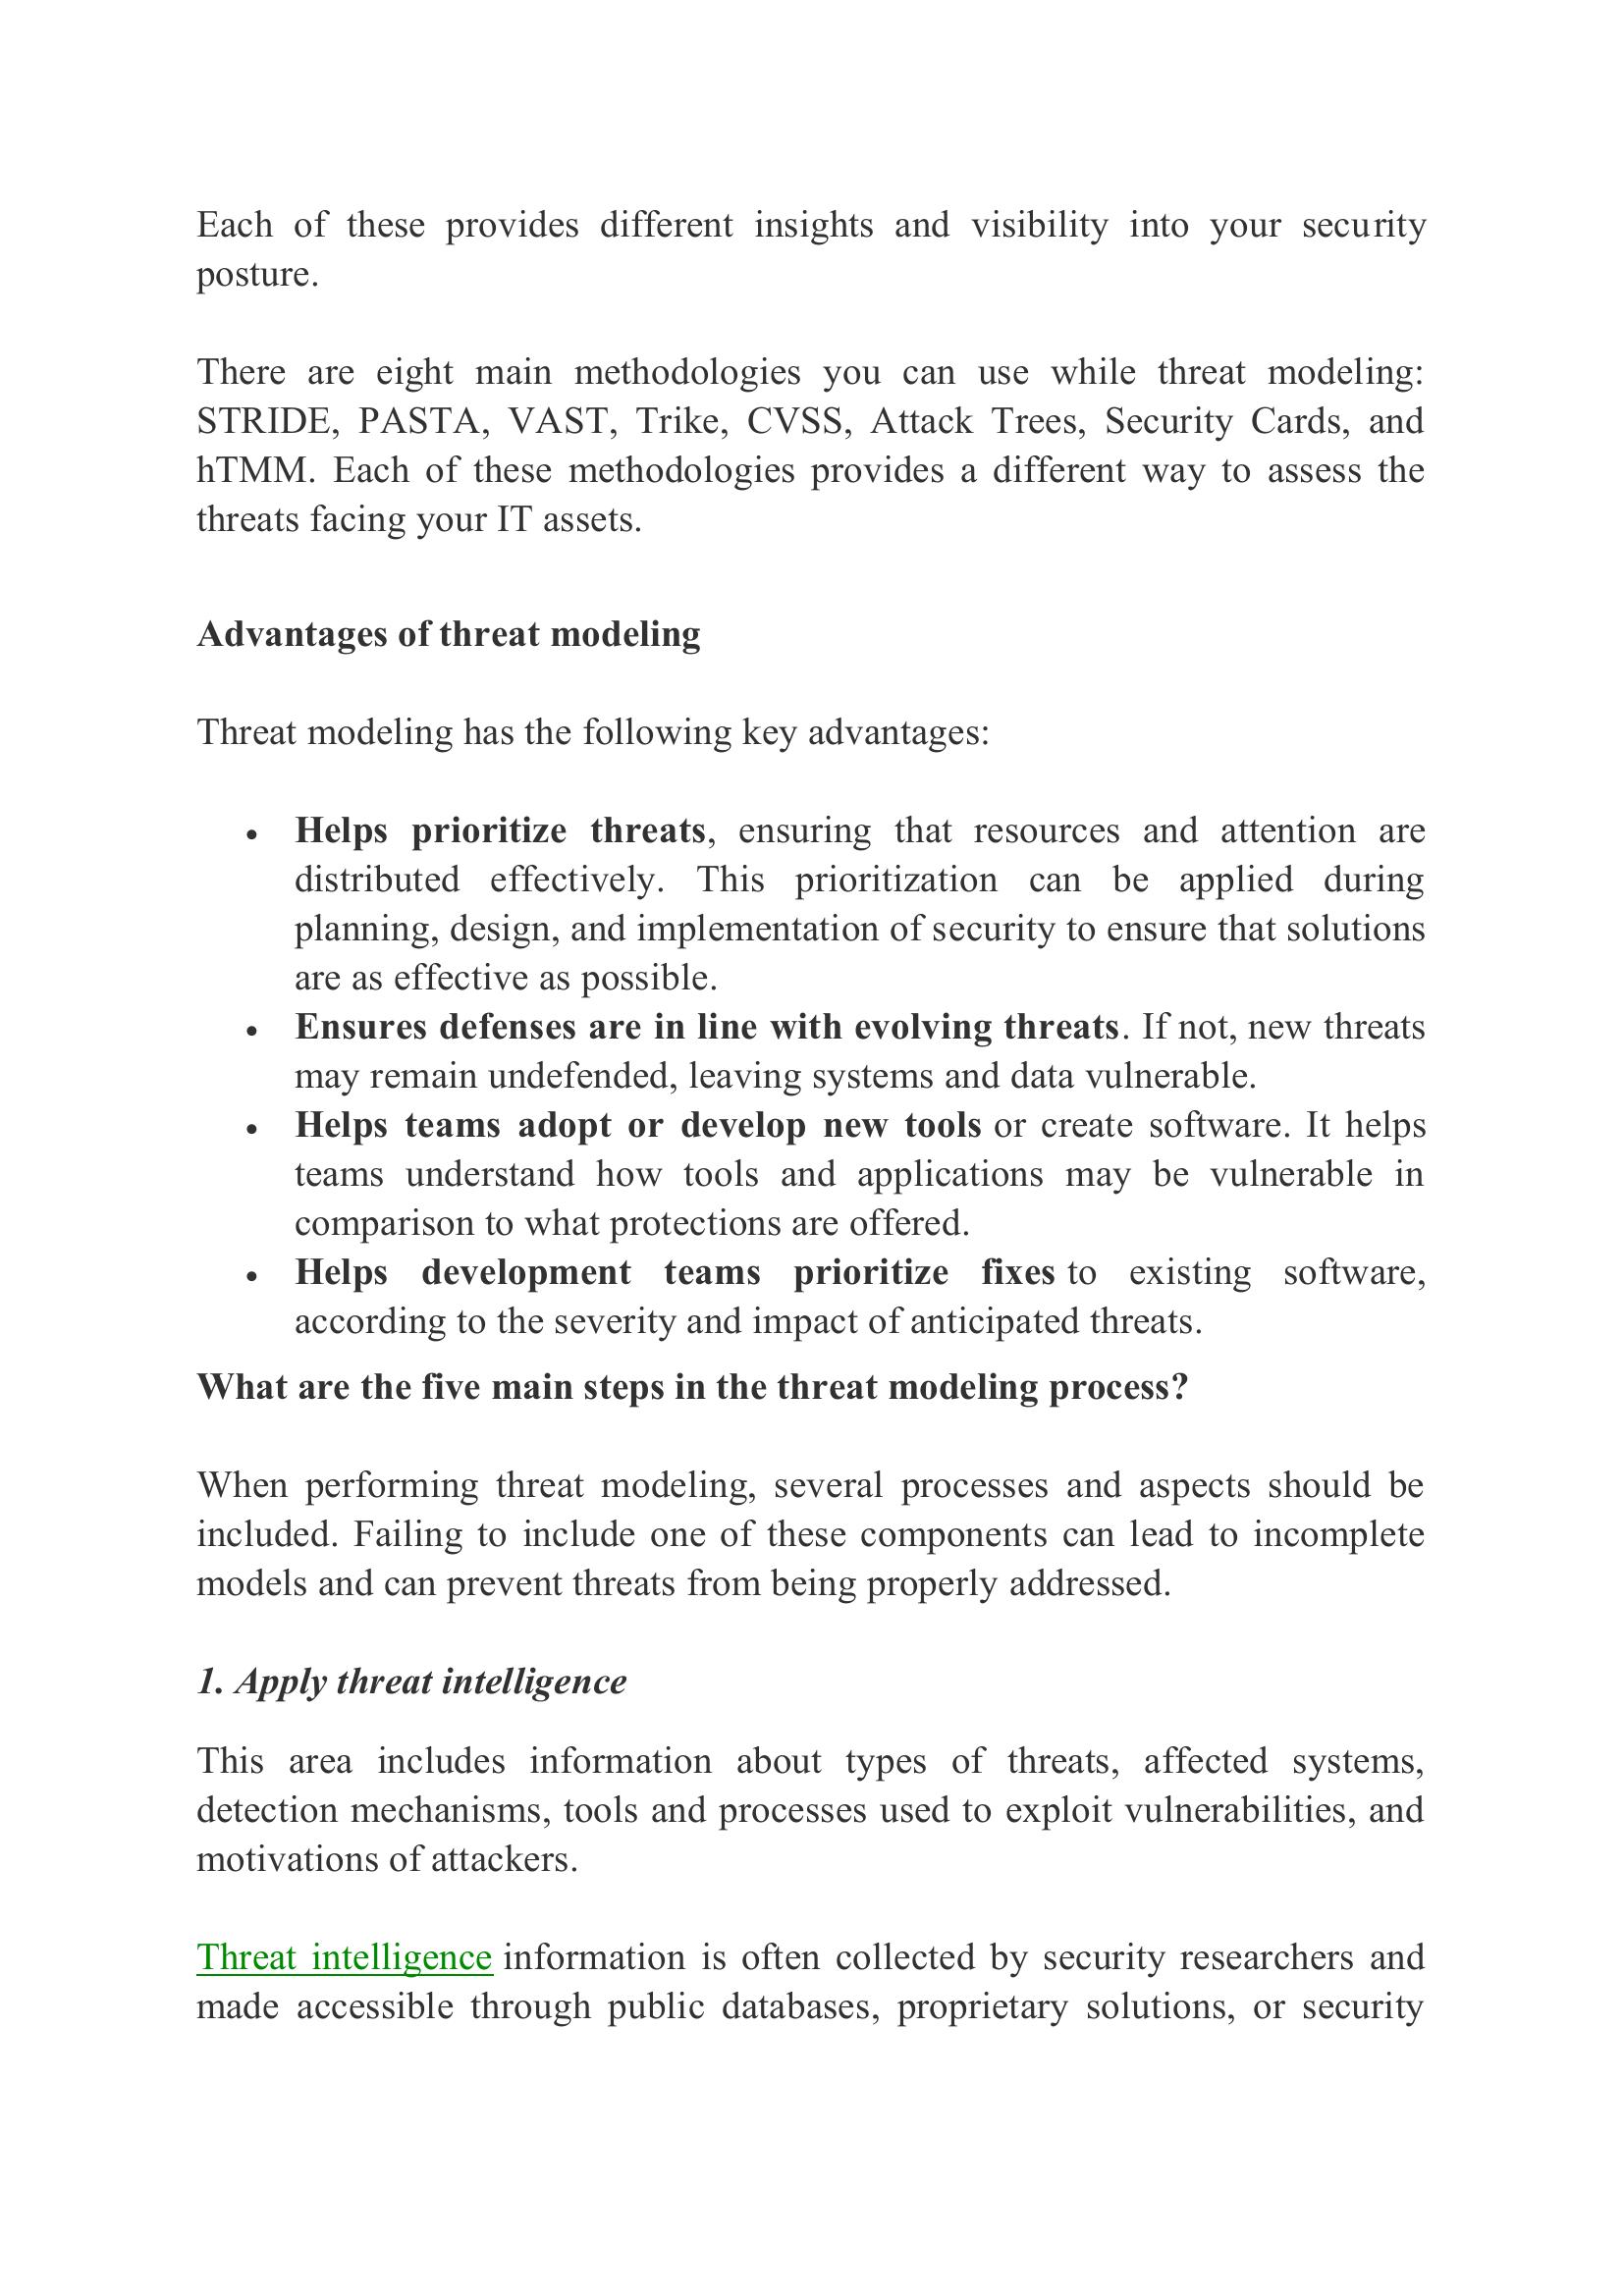 Each of these provides different insights and visibility into your security
posture.
There are eight main methodologies you can use while threat modeling:
STRIDE, PASTA, VAST, Trike, CVSS, Attack Trees, Security Cards, and
hTMM. Each of these methodologies provides a different way to assess the
threats facing your IT assets.
Advantages of threat modeling
Threat modeling has the following key advantages:
• Helps prioritize threats, ensuring that resources and attention are
distributed effectively. This prioritization can be applied during
planning, design, and implementation of security to ensure that solutions
are as effective as possible.
• Ensures defenses are in line with evolving threats. If not, new threats
may remain undefended, leaving systems and data vulnerable.
• Helps teams adopt or develop new tools or create software. It helps
teams understand how tools and applications may be vulnerable in
comparison to what protections are offered.
• Helps development teams prioritize fixes to existing software,
according to the severity and impact of anticipated threats.
What are the five main steps in the threat modeling process?
When performing threat modeling, several processes and aspects should be
included. Failing to include one of these components can lead to incomplete
models and can prevent threats from being properly addressed.
1. Apply threat intelligence
This area includes information about types of threats, affected systems,
detection mechanisms, tools and processes used to exploit vulnerabilities, and
motivations of attackers.
Threat intelligence information is often collected by security researchers and
made accessible through public databases, proprietary solutions, or security